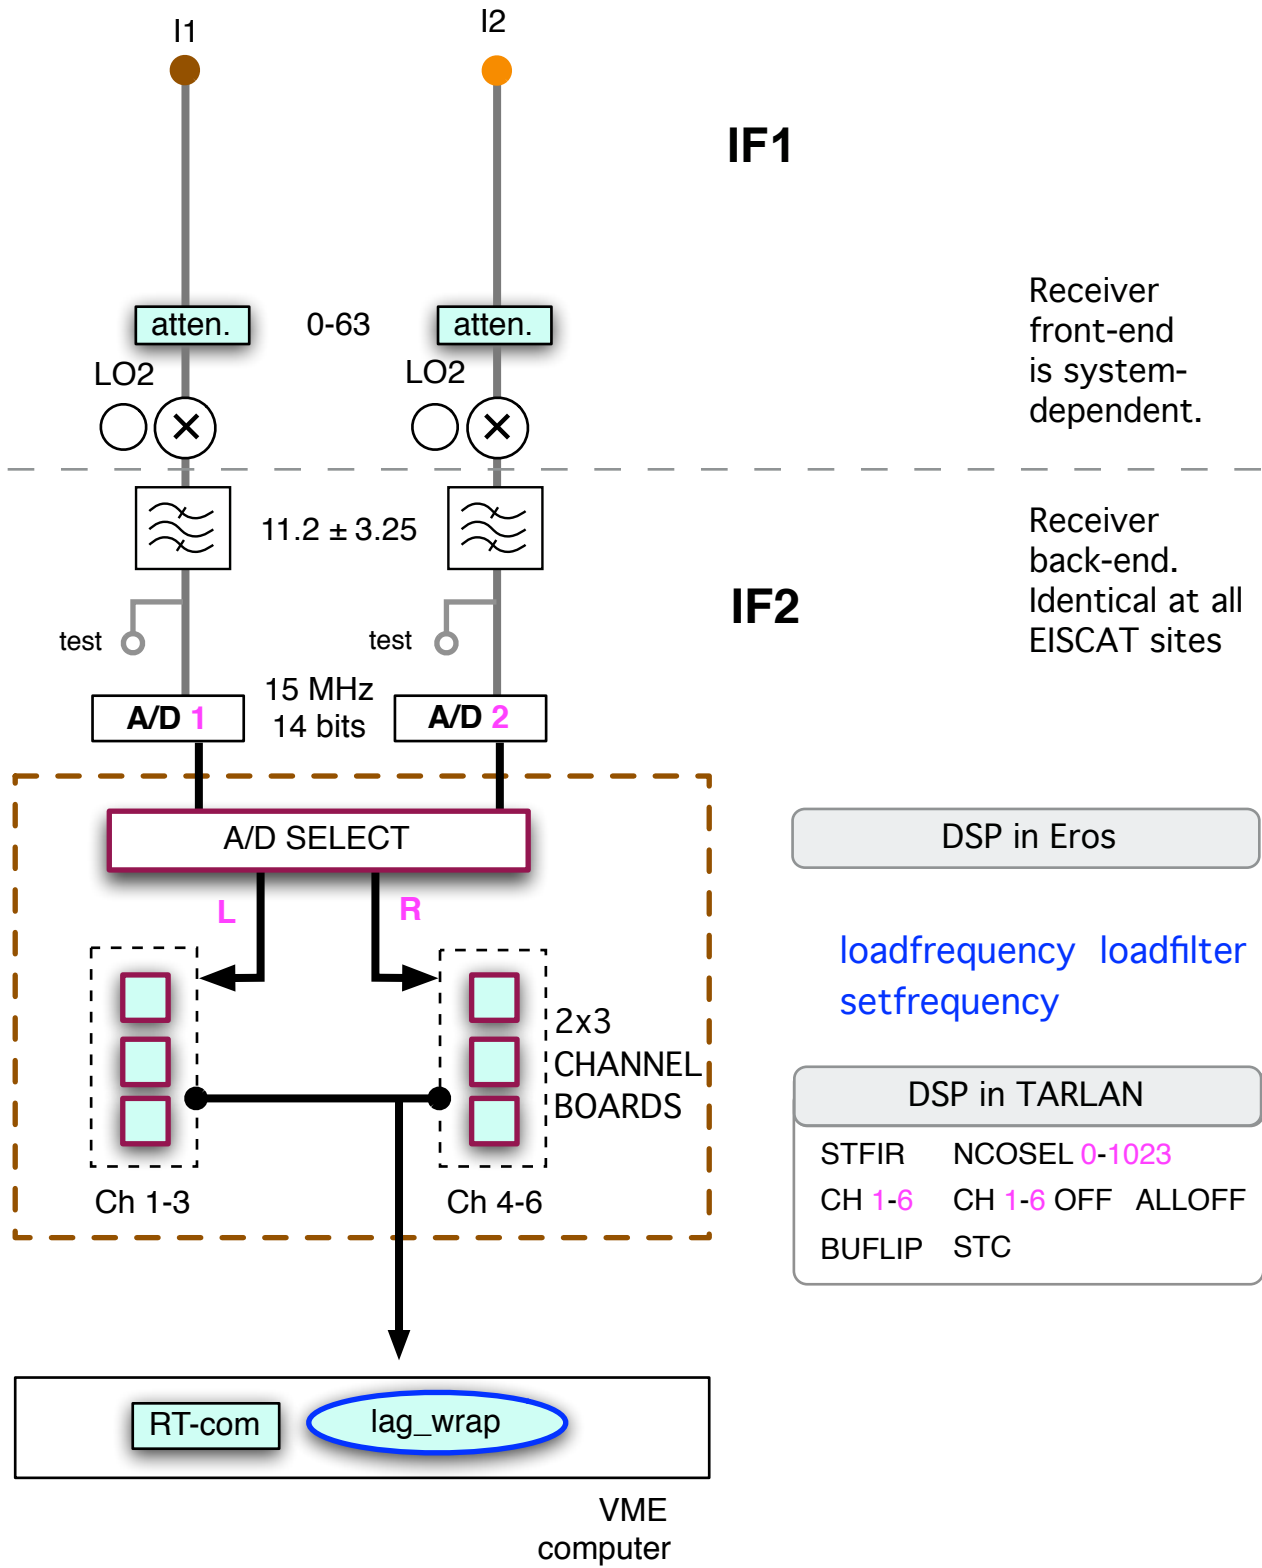 I1
I2
IF1
atten.
0-63
atten.
LO2
LO2
Receiver
front-end
is system-
dependent.
11.2 ± 3.25
Receiver
back-end.
Identical at all
EISCAT sites
IF2
test
test
A/D 1
15 MHz
14 bits
A/D 2
A/D SELECT
L
R
2x3
CHANNEL
BOARDS
Ch 1-3
Ch 4-6
DSP in Eros
loadfrequency loadfilter
setfrequency
DSP in TARLAN
STFIR NCOSEL 0-1023
CH 1-6 CH 1-6 OFF ALLOFF
BUFLIP STC
RT-com
lag_wrap
VME
computer